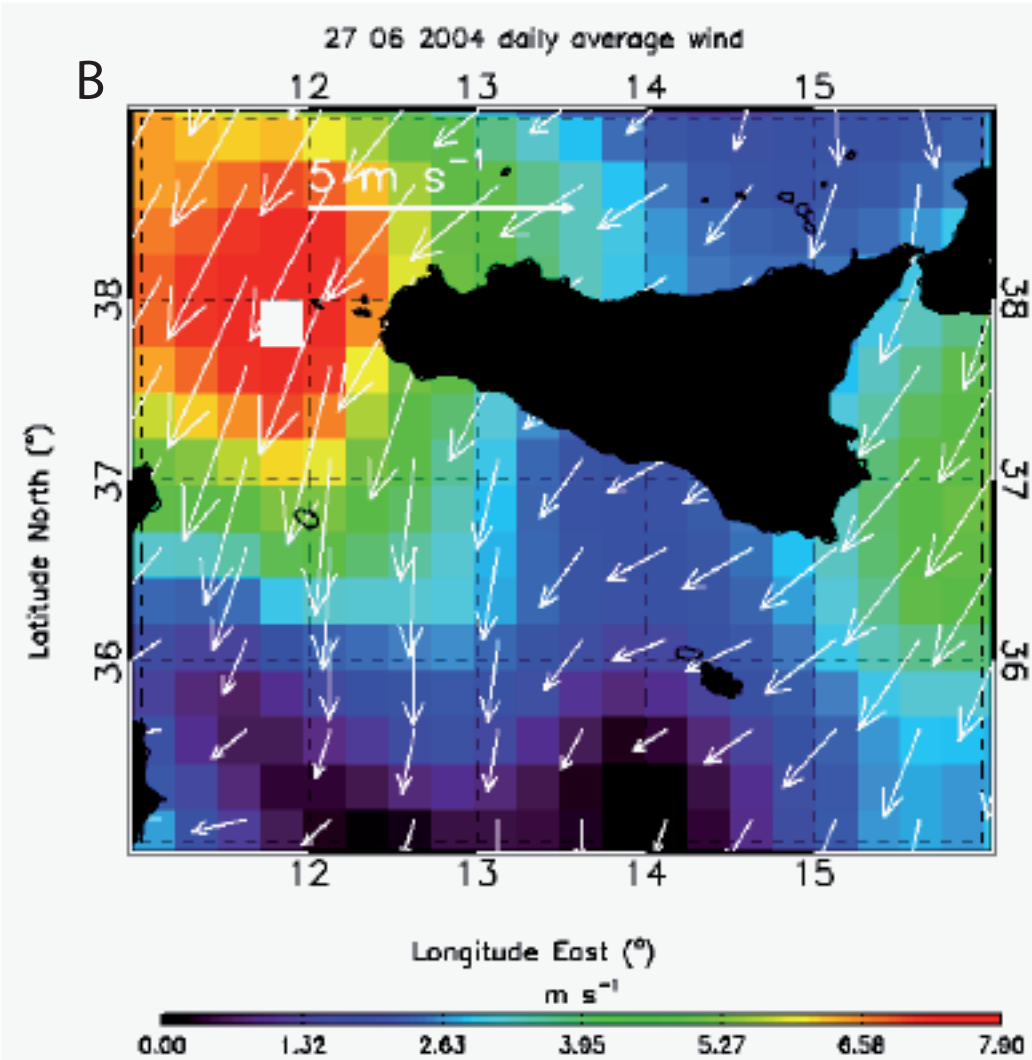 27 06 2004 daily average wind
B
12 13 14 15
5 m s⁻¹
38 38
37 37
36 36
Latitude North (°)
12 13 14 15
Longitude East (°)
m s⁻¹
0.00 1.32 2.63 3.95 5.27 6.58 7.90